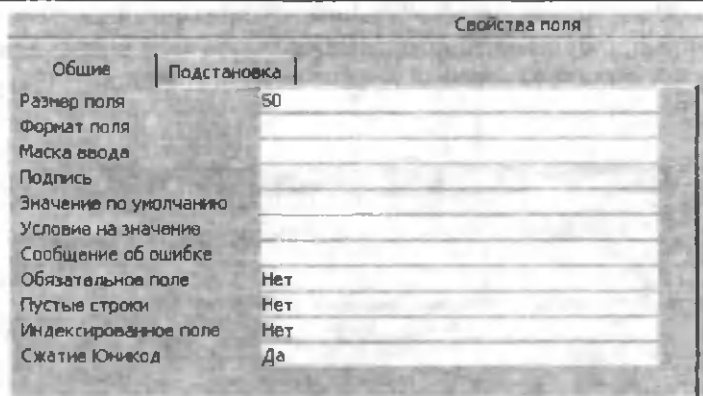 Свойства поля
Общие Подстановка
Размер поля 50
Формат поля
Маска ввода
Подпись
Значение по умолчанию
Условие на значение
Сообщение об ошибке
Обязательное поле Нет
Пустые строки Нет
Индексированное поле Нет
Сжатие Юникод Да